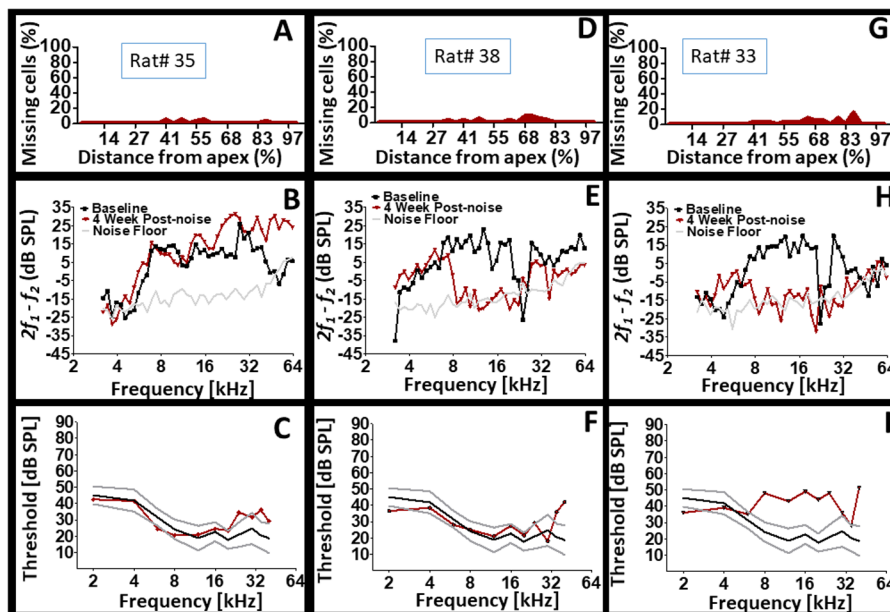 A
Missing cells (%)
100
80
60
40
20
0
Rat# 35
14 27 41 55 68 83 97
Distance from apex (%)
D
Missing cells (%)
100
80
60
40
20
0
Rat# 38
14 27 41 55 68 83 97
Distance from apex (%)
G
Missing cells (%)
100
80
60
40
20
0
Rat# 33
14 27 41 55 68 83 97
Distance from apex (%)
B
2f1 - f2 (dB SPL)
35
25
15
5
-5
-15
-25
-35
-45
Baseline
4 Week Post-noise
Noise Floor
2 4 8 16 32 64
Frequency [kHz]
E
2f1 - f2 (dB SPL)
35
25
15
5
-5
-15
-25
-35
-45
Baseline
4 Week Post-noise
Noise Floor
2 4 8 16 32 64
Frequency [kHz]
H
2f1 - f2 (dB SPL)
35
25
15
5
-5
-15
-25
-35
-45
Baseline
4 Week Post-noise
Noise Floor
2 4 8 16 32 64
Frequency [kHz]
C
Threshold [dB SPL]
90
80
70
60
50
40
30
20
10
2 4 8 16 32 64
Frequency [kHz]
F
Threshold [dB SPL]
90
80
70
60
50
40
30
20
10
2 4 8 16 32 64
Frequency [kHz]
Threshold [dB SPL]
90
80
70
60
50
40
30
20
10
2 4 8 16 32 64
Frequency [kHz]